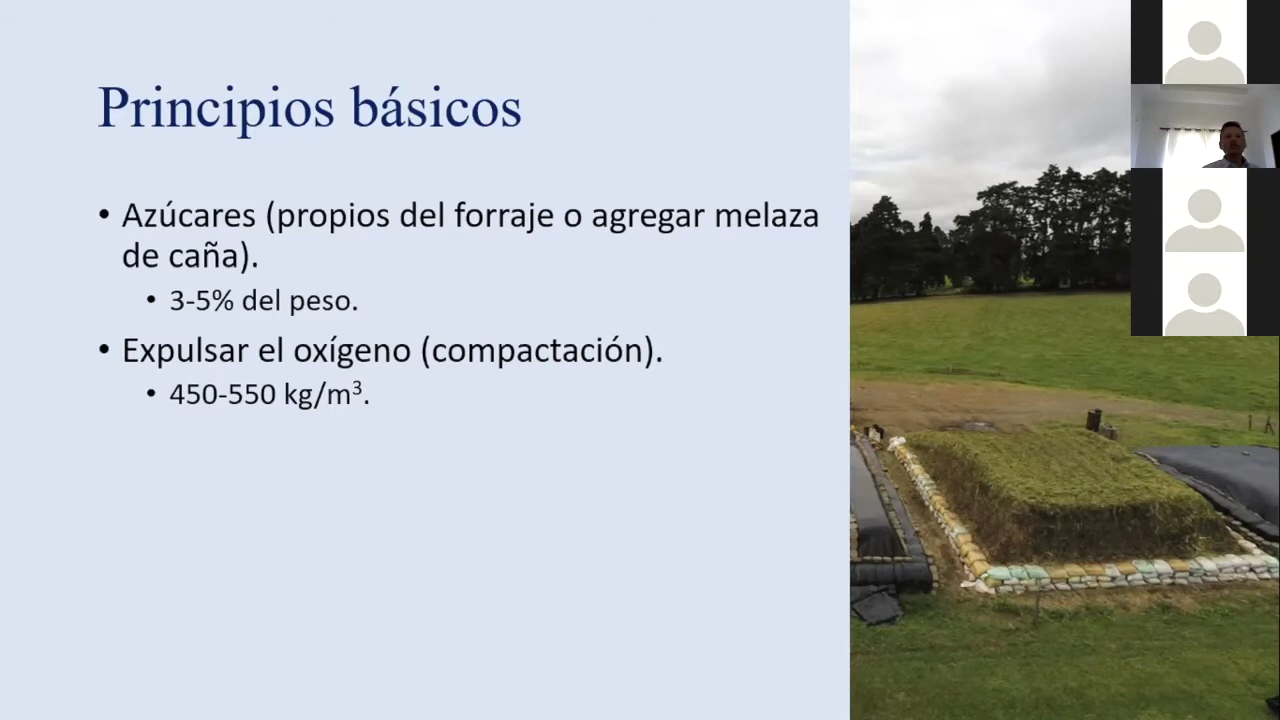 Principios básicos
• Azúcares (propios del forraje o agregar melaza
de caña).
• 3-5% del peso.
• Expulsar el oxígeno (compactación).
• 450-550 kg/m³.